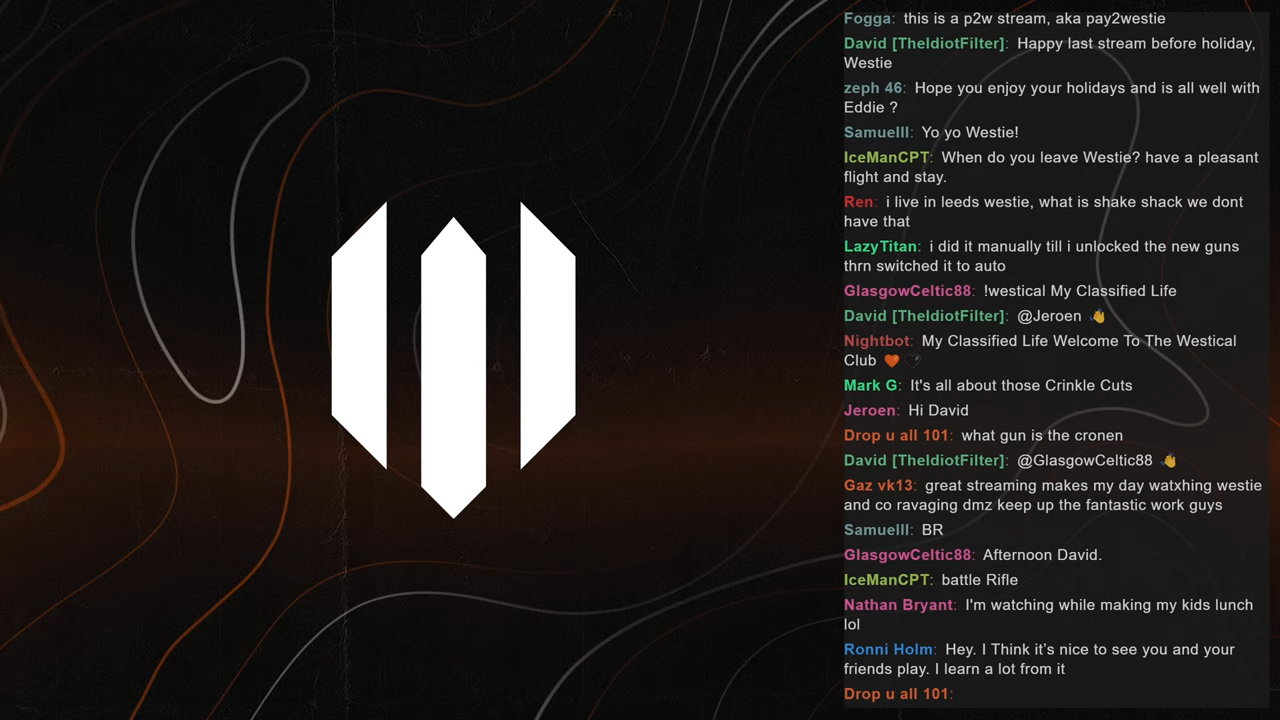 Fogga: this is a p2w stream, aka pay2westie
David [TheIdiotFilter]: Happy last stream before holiday,
Westie
zeph 46: Hope you enjoy your holidays and is all well with
Eddie ?
Samuelll: Yo yo Westie!
IceManCPT: When do you leave Westie? have a pleasant
flight and stay.
Ren: i live in leeds westie, what is shake shack we dont
have that
LazyTitan: i did it manually till i unlocked the new guns
thrn switched it to auto
GlasgowCeltic88: !westical My Classified Life
David [TheIdiotFilter]: @Jeroen 👋
Nightbot: My Classified Life Welcome To The Westical
Club 🧡 🖤
Mark G: It's all about those Crinkle Cuts
Jeroen: Hi David
Drop u all 101: what gun is the cronen
David [TheIdiotFilter]: @GlasgowCeltic88 👋
Gaz vk13: great streaming makes my day watxhing westie
and co ravaging dmz keep up the fantastic work guys
Samuelll: BR
GlasgowCeltic88: Afternoon David.
IceManCPT: battle Rifle
Nathan Bryant: I'm watching while making my kids lunch
lol
Ronni Holm: Hey. I Think it’s nice to see you and your
friends play. I learn a lot from it
Drop u all 101: